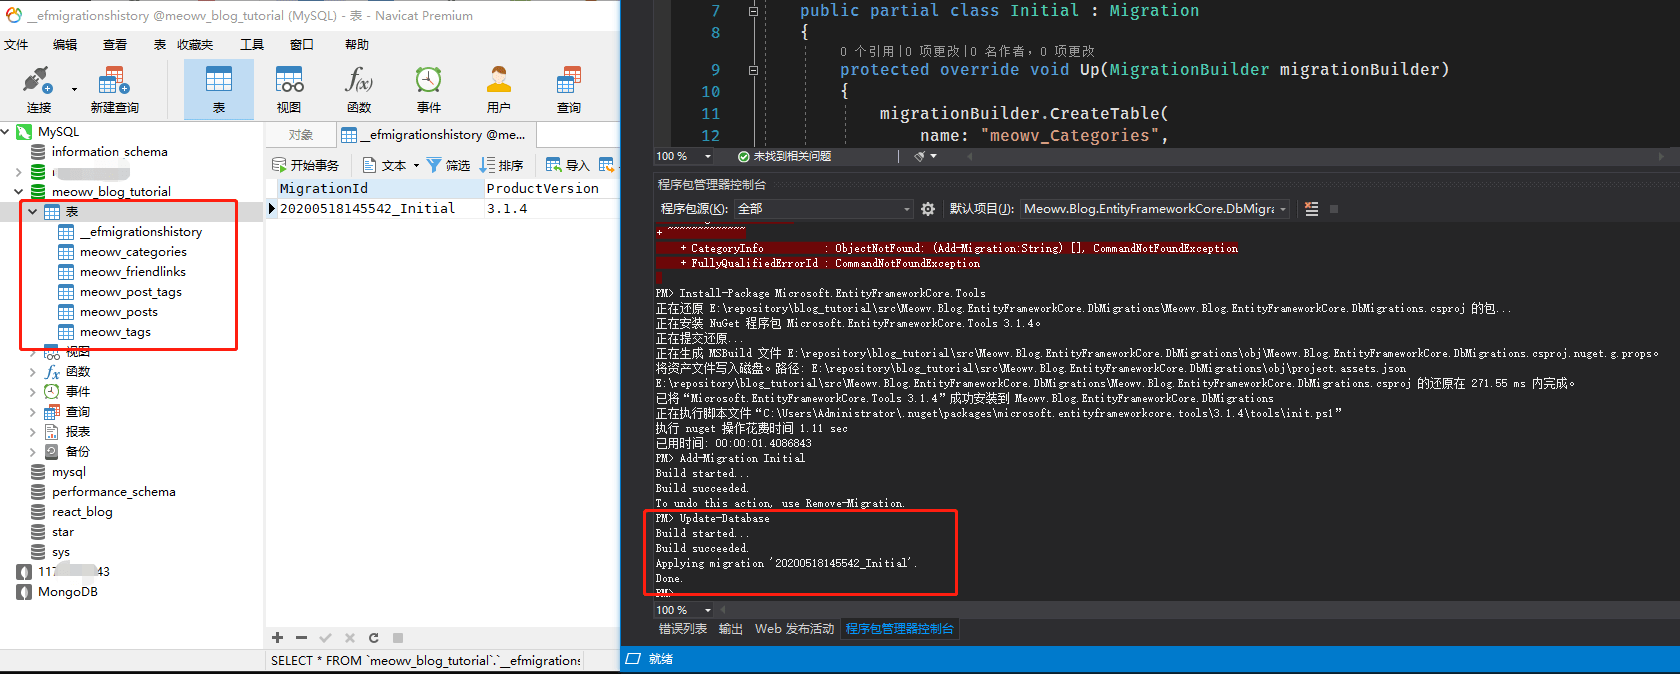 __efmigrationshistory @meowv_blog_tutorial (MySQL) - 表 - Navicat Premium
文件 编辑 查看 表 收藏夹 工具 窗口 帮助
连接 新建查询 表 视图 函数 事件 用户 查询
MySQL
information schema
meowv_blog_tutorial
表
__efmigrationshistory
meowv_categories
meowv_friendlinks
meowv_post_tags
meowv_posts
meowv_tags
视图
函数
事件
查询
报表
备份
mysql
performance_schema
react_blog
star
sys
MongoDB
对象 __efmigrationshistory @me...
开始事务 文本 筛选 排序 导入
MigrationId ProductVersion
20200518145542_Initial 3.1.4
SELECT * FROM `meowv_blog_tutorial`.`__efmigrations
7 public partial class Initial : Migration
8 {
0 个引用|0 项更改|0 名作者, 0 项更改
9 protected override void Up(MigrationBuilder migrationBuilder)
10 {
11 migrationBuilder.CreateTable(
12 name: "meowv_Categories",
100 % 未找到相关问题
程序包管理器控制台
程序包源(K): 全部 默认项目(J): Meowv.Blog.EntityFrameworkCore.DbMigra
+ ~~~~~~~~~~~~~
+ CategoryInfo : ObjectNotFound: (Add-Migration:String) [], CommandNotFoundException
+ FullyQualifiedErrorId : CommandNotFoundException
PM> Install-Package Microsoft.EntityFrameworkCore.Tools
正在还原 E:\repository\blog_tutorial\src\Meowv.Blog.EntityFrameworkCore.DbMigrations\Meowv.Blog.EntityFrameworkCore.DbMigrations.csproj 的包...
正在安装 NuGet 程序包 Microsoft.EntityFrameworkCore.Tools 3.1.4。
正在提交还原...
正在生成 MSBuild 文件 E:\repository\blog_tutorial\src\Meowv.Blog.EntityFrameworkCore.DbMigrations\obj\Meowv.Blog.EntityFrameworkCore.DbMigrations.csproj.nuget.g.props。
将资产文件写入磁盘。路径: E:\repository\blog_tutorial\src\Meowv.Blog.EntityFrameworkCore.DbMigrations\obj\project.assets.json
E:\repository\blog_tutorial\src\Meowv.Blog.EntityFrameworkCore.DbMigrations\Meowv.Blog.EntityFrameworkCore.DbMigrations.csproj 的还原在 271.55 ms 内完成。
已将“Microsoft.EntityFrameworkCore.Tools 3.1.4”成功安装到 Meowv.Blog.EntityFrameworkCore.DbMigrations
正在执行脚本文件“C:\Users\Administrator\.nuget\packages\microsoft.entityframeworkcore.tools\3.1.4\tools\init.ps1”
执行 nuget 操作花费时间 1.11 sec
已用时间: 00:00:01.4086843
PM> Add-Migration Initial
Build started...
Build succeeded.
To undo this action, use Remove-Migration.
PM> Update-Database
Build started...
Build succeeded.
Applying migration '20200518145542_Initial'.
Done.
PM>
100 %
错误列表 输出 Web 发布活动 程序包管理器控制台
就绪